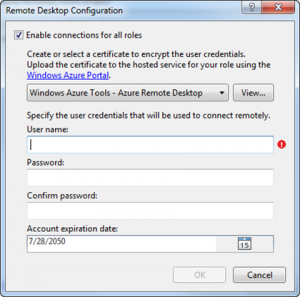 Remote Desktop Configuration
Enable connections for all roles
Create or select a certificate to encrypt the user credentials.
Upload the certificate to the hosted service for your role using the
Windows Azure Portal.
Windows Azure Tools - Azure Remote Desktop
View...
Specify the user credentials that will be used to connect remotely.
User name:
Password:
Confirm password:
Account expiration date:
7/28/2050
15
OK
Cancel